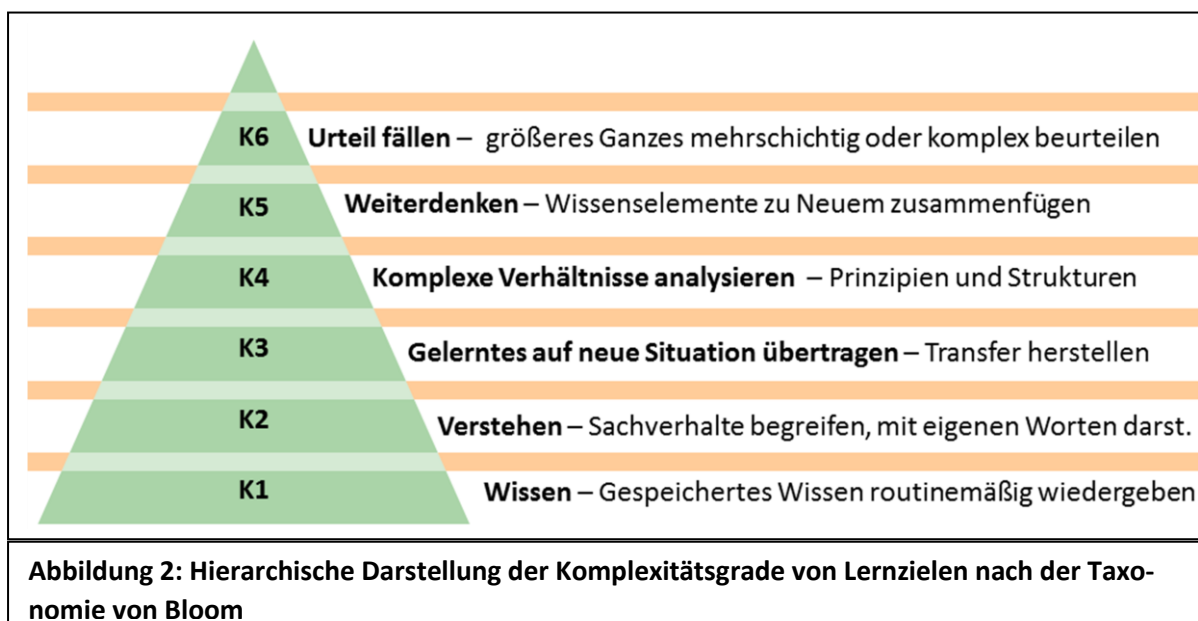 K6 Urteil fällen – größeres Ganzes mehrschichtig oder komplex beurteilen
K5 Weiterdenken – Wissenselemente zu Neuem zusammenfügen
K4 Komplexe Verhältnisse analysieren – Prinzipien und Strukturen
K3 Gelerntes auf neue Situation übertragen – Transfer herstellen
K2 Verstehen – Sachverhalte begreifen, mit eigenen Worten darst.
K1 Wissen – Gespeichertes Wissen routinemäßig wiedergeben
Abbildung 2: Hierarchische Darstellung der Komplexitätsgrade von Lernzielen nach der Taxo-
nomie von Bloom